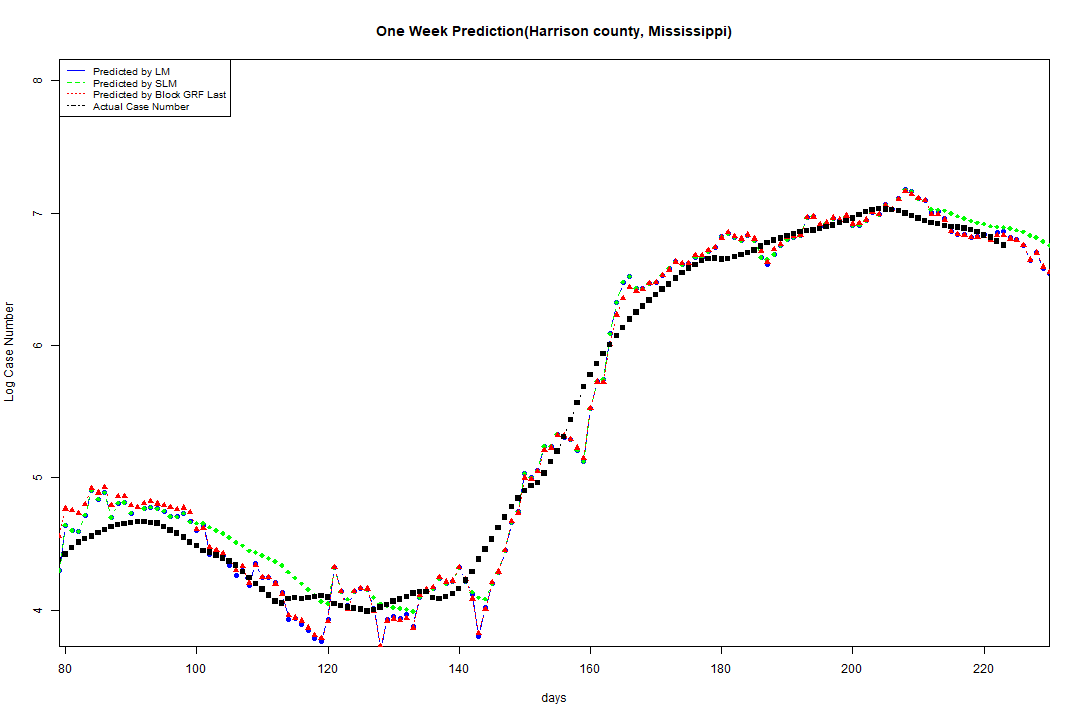 One Week Prediction(Harrison county, Mississippi)
Predicted by LM
Predicted by SLM
Predicted by Block GRF Last
Actual Case Number
8
7
6
5
4
Log Case Number
80 100 120 140 160 180 200 220
days